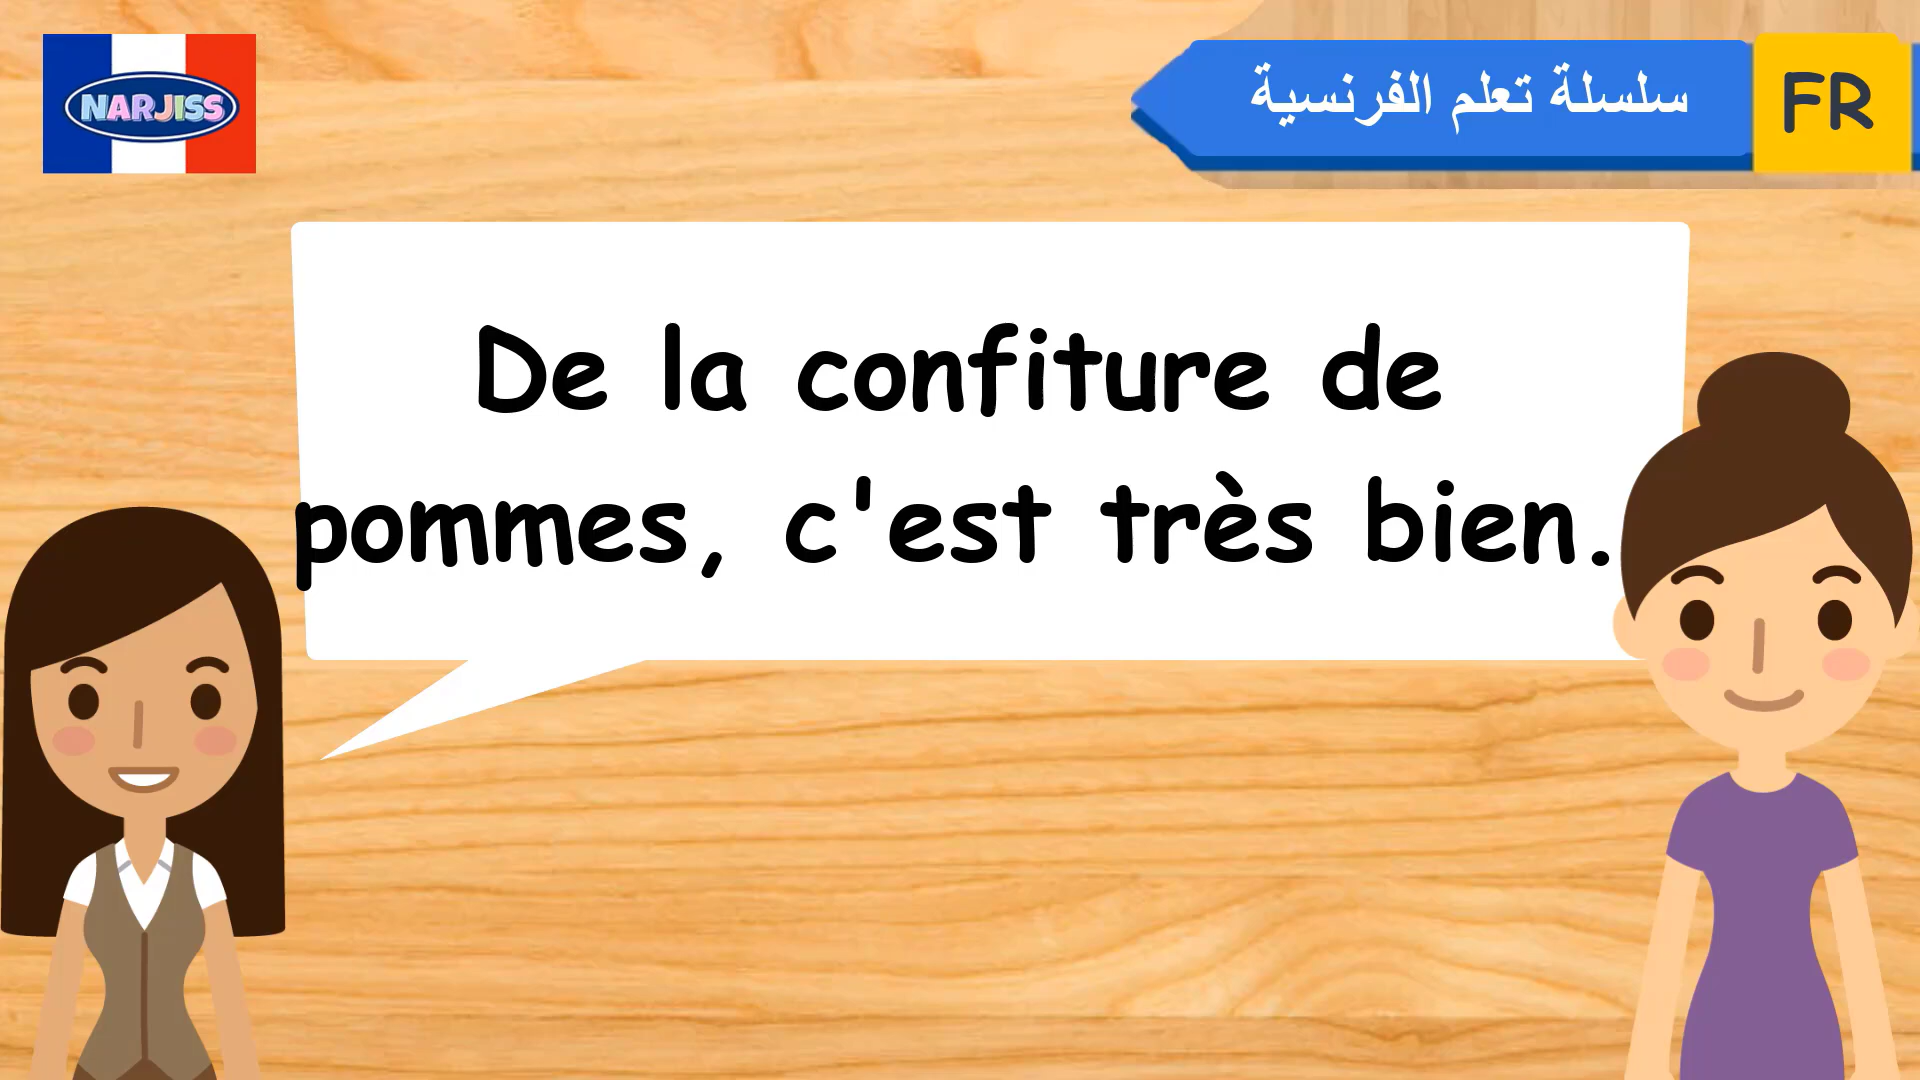 NARJISS
سلسلة تعلم الفرنسية
FR
De la confiture de
pommes, c'est très bien.